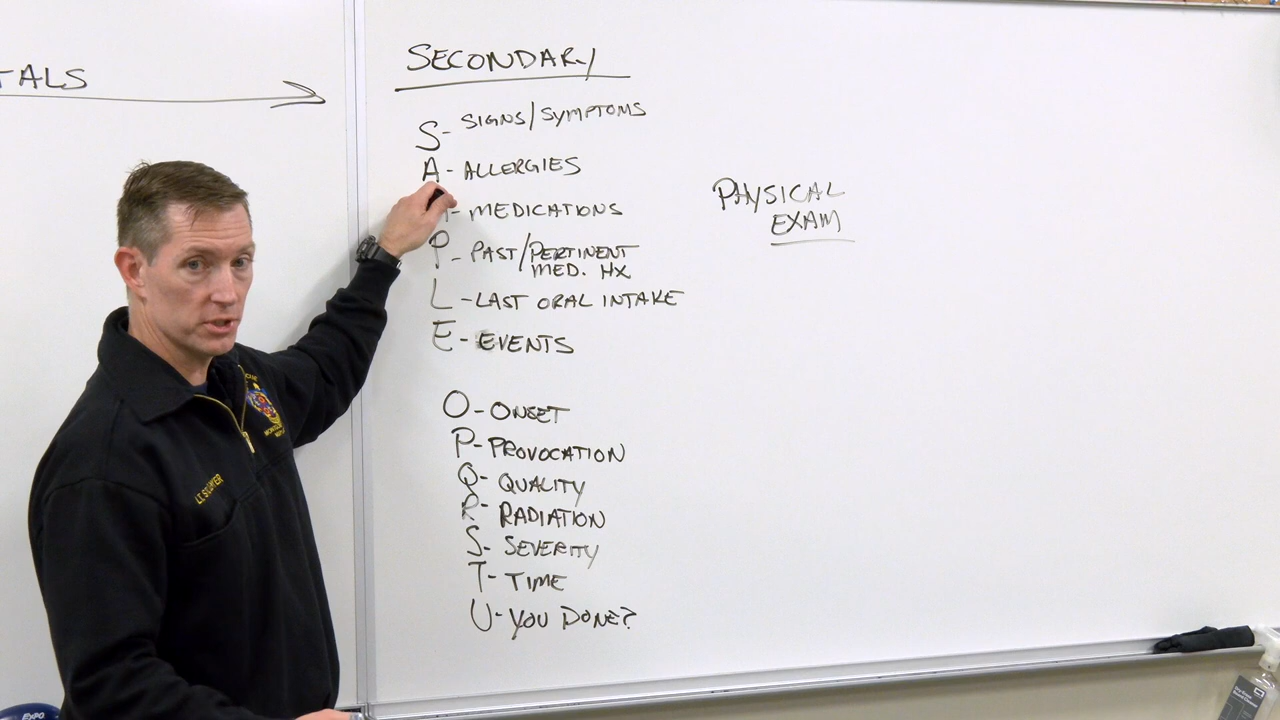 TALS
SECONDARY
S- SIGNS/SYMPTOMS
A- ALLERGIES
- MEDICATIONS
P- PAST/PERTINENT
MED. HX
L- LAST ORAL INTAKE
E- EVENTS
PHYSICAL
EXAM
O- ONSET
P- PROVOCATION
Q- QUALITY
R- RADIATION
S- SEVERITY
T- TIME
U- YOU DONE?
EXPO